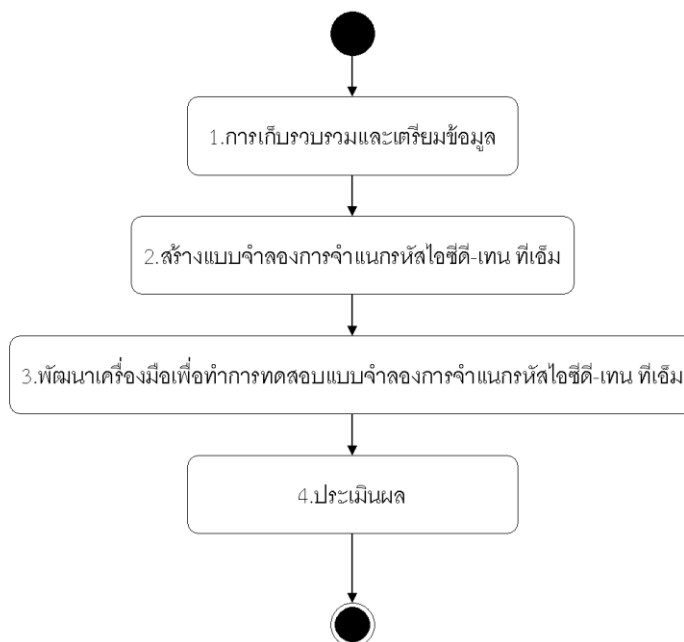 1.การเก็บรวบรวมและเตรียมข้อมูล
2.สร้างแบบจำลองการจำแนกรหัสไอซีดี-เทน ทีเอ็ม
3.พัฒนาเครื่องมือเพื่อทำการทดสอบแบบจำลองการจำแนกรหัสไอซีดี-เทน ทีเอ็ม
4.ประเมินผล